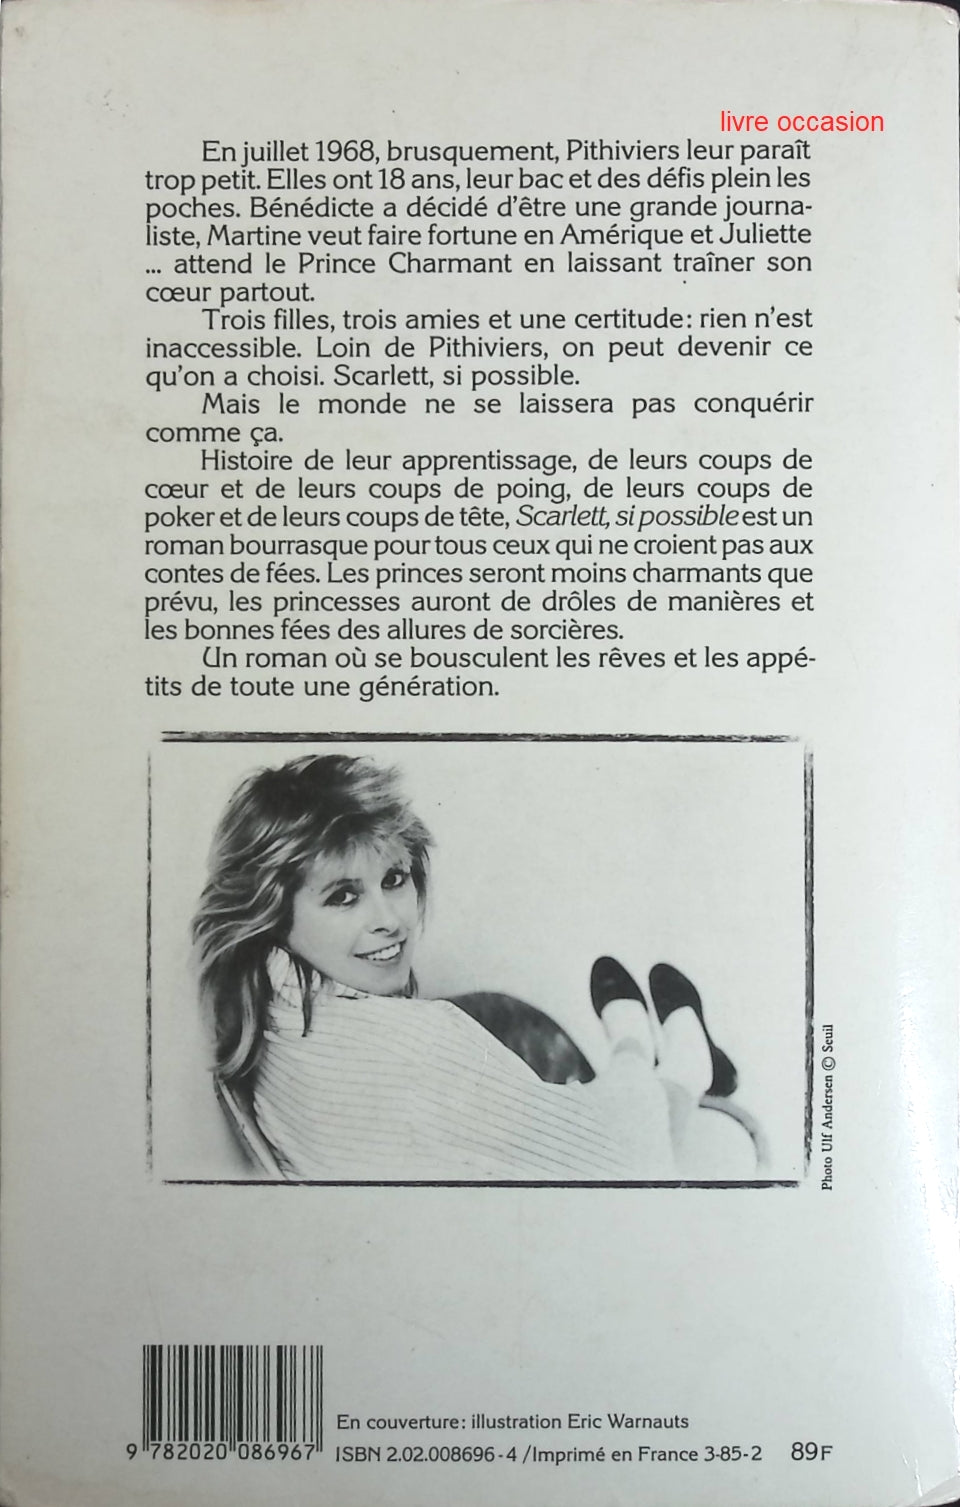 livre occasion
En juillet 1968, brusquement, Pithiviers leur paraît
trop petit. Elles ont 18 ans, leur bac et des défis plein les
poches. Bénédicte a décidé d'être une grande journa-
liste, Martine veut faire fortune en Amérique et Juliette
... attend le Prince Charmant en laissant traîner son
cœur partout.
Trois filles, trois amies et une certitude: rien n'est
inaccessible. Loin de Pithiviers, on peut devenir ce
qu'on a choisi. Scarlett, si possible.
Mais le monde ne se laissera pas conquérir
comme ça.
Histoire de leur apprentissage, de leurs coups de
cœur et de leurs coups de poing, de leurs coups de
poker et de leurs coups de tête, Scarlett, si possible est un
roman bourrasque pour tous ceux qui ne croient pas aux
contes de fées. Les princes seront moins charmants que
prévu, les princesses auront de drôles de manières et
les bonnes fées des allures de sorcières.
Un roman où se bousculent les rêves et les appé-
tits de toute une génération.
Photo Ulf Andersen © Seuil
En couverture: illustration Eric Warnauts
9 782020 086967
ISBN 2.02.008696-4 /Imprimé en France 3-85-2 89F